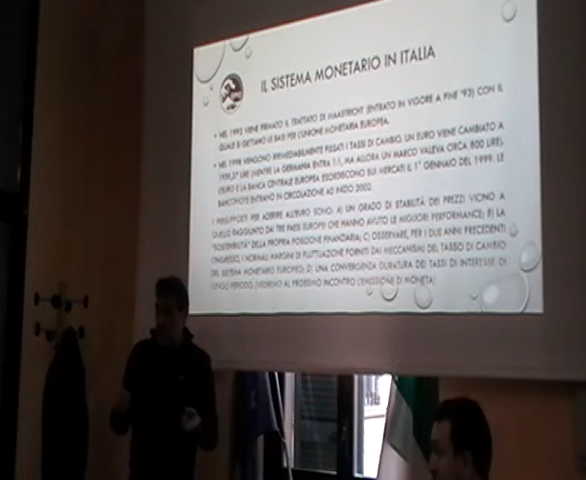 IL SISTEMA MONETARIO IN ITALIA
• NEL 1992 VIENE FIRMATO IL TRATTATO DI MAASTRICHT (ENTRATO IN VIGORE A FINE '93) CON IL
QUALE SI GETTANO LE BASI PER L'UNIONE MONETARIA EUROPEA.
• NEL 1998 VENGONO IRRIMEDIABILMENTE FISSATI I TASSI DI CAMBIO. UN EURO VIENE CAMBIATO A
1936,27 LIRE (MENTRE LA GERMANIA ENTRA 1:1, MA ALLORA UN MARCO VALEVA CIRCA 800 LIRE).
L'EURO E LA BANCA CENTRALE EUROPEA ESORDISCONO SUI MERCATI IL 1° GENNAIO DEL 1999. LE
BANCONOTE ENTRANO IN CIRCOLAZIONE AD INIZIO 2002.
I PRESUPPOSTI PER ADERIRE ALL'EURO SONO: A) UN GRADO DI STABILITÀ DEI PREZZI VICINO A
QUELLO RAGGIUNTO DAI TRE PAESI EUROPEI CHE HANNO AVUTO LE MIGLIORI PERFORMANCE; B) LA
"SOSTENIBILITÀ" DELLA PROPRIA POSIZIONE FINANZIARIA; C) OSSERVARE, PER I DUE ANNI PRECEDENTI
L'INGRESSO, I NORMALI MARGINI DI FLUTTUAZIONE FORNITI DAI MECCANISMI DEL TASSO DI CAMBIO
DEL SISTEMA MONETARIO EUROPEO; D) UNA CONVERGENZA DURATURA DEI TASSI DI INTERESSE DI
LUNGO PERIODO (VEDREMO AL PROSSIMO INCONTRO L'EMISSIONE) DI MONETA;